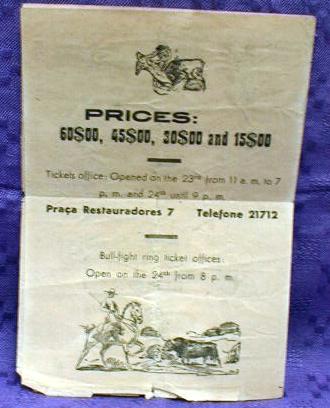 PRICES:
60$00, 45$00, 30$00 and 15$00
Tickets office: Opened on the 23rd from 11 a. m. to 7
p. m. and 24th until 9 p. m.
Praça Restauradores 7 Telefone 21712
Bull-fight ring ticket offices:
Open on the 24th from 8 p. m.